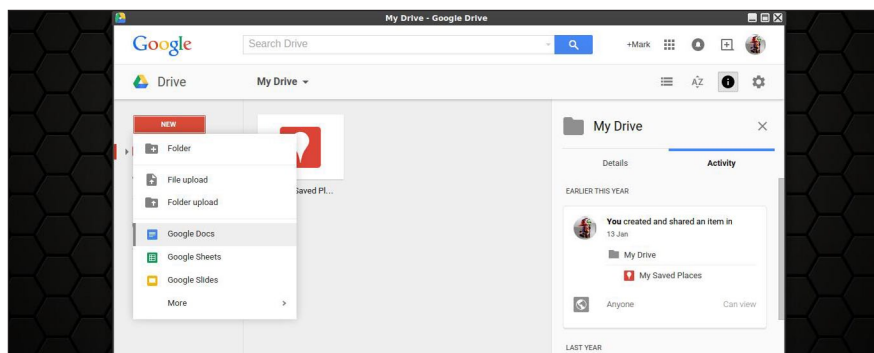 My Drive - Google Drive
Google
Search Drive
+Mark
Drive
My Drive
AZ
NEW
Folder
File upload
Folder upload
Google Docs
Google Sheets
Google Slides
More
Saved Pl...
My Drive
Details
Activity
EARLIER THIS YEAR
You created and shared an item in
13 Jan
My Drive
My Saved Places
Anyone
Can view
LAST YEAR